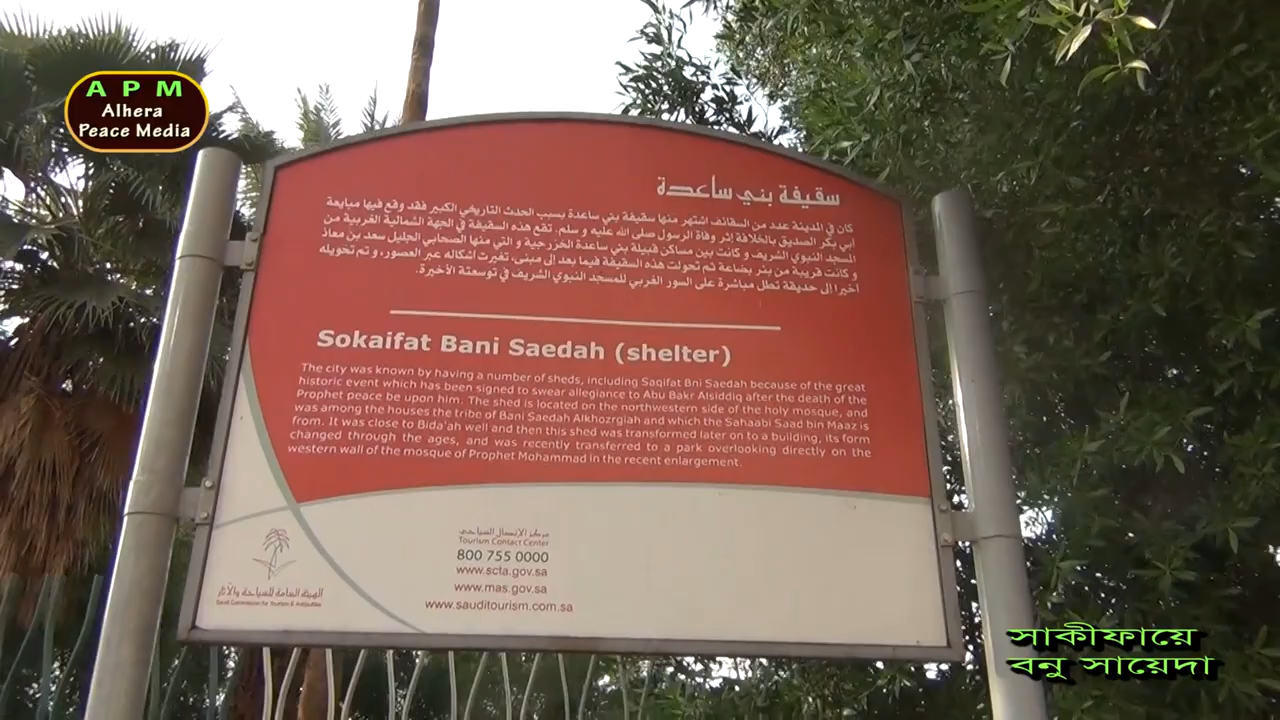 A P M
Alhera
Peace Media
سقيفة بني ساعدة
كان في المدينة عدد من السقائف اشتهر منها سقيفة بني ساعدة بسبب الحدث التاريخي الكبير فقد وقع فيها مبايعة
أبي بكر الصديق بالخلافة إثر وفاة الرسول صلى الله عليه و سلم. تقع هذه السقيفة في الجهة الشمالية الغربية من
المسجد النبوي الشريف و كانت بين مساكن قبيلة بني ساعدة الخزرجية و التي منها الصحابي الجليل سعد بن معاذ
و كانت قريبة من بئر بضاعة ثم تحولت هذه السقيفة فيما بعد إلى مبنى، تغيرت أشكاله عبر العصور، و تم تحويله
أخيرا إلى حديقة تطل مباشرة على السور الغربي للمسجد النبوي الشريف في توسعتة الأخيرة.
Sokaifat Bani Saedah (shelter)
The city was known by having a number of sheds, including Saqifat Bni Saedah because of the great
historic event which has been signed to swear allegiance to Abu Bakr Alsiddiq after the death of the
Prophet peace be upon him. The shed is located on the northwestern side of the holy mosque, and
was among the houses the tribe of Bani Saedah Alkhozrgiah and which the Sahaabi Saad bin Maaz is
from. It was close to Bida'ah well and then this shed was transformed later on to a building, its form
changed through the ages, and was recently transferred to a park overlooking directly on the
western wall of the mosque of Prophet Mohammad in the recent enlargement.
مركز الإتصال السياحي
Tourism Contact Center
800 755 0000
www.scta.gov.sa
www.mas.gov.sa
www.sauditourism.com.sa
الهيئة العامة للسياحة والآثار
Saudi Commission for Tourism & Antiquities
সাকীফায়ে
বনু সায়েদা